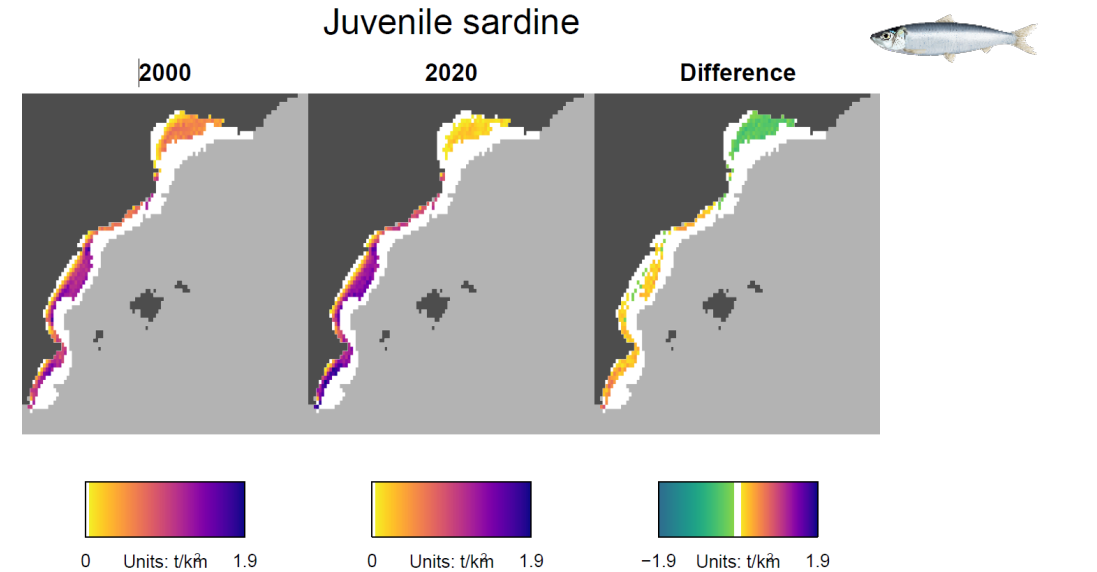 Juvenile sardine
2000 2020 Difference
0 Units: t/km² 1.9 0 Units: t/km² 1.9 −1.9 Units: t/km² 1.9